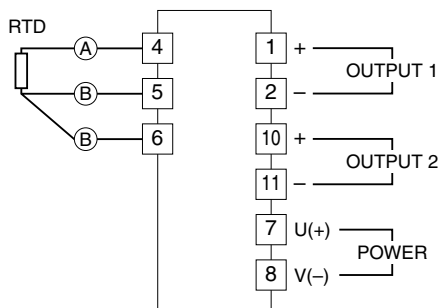 RTD
A 4 1 +
OUTPUT 1
B 5 2 –
B 6 10 +
OUTPUT 2
11 –
7 U(+)
POWER
8 V(–)